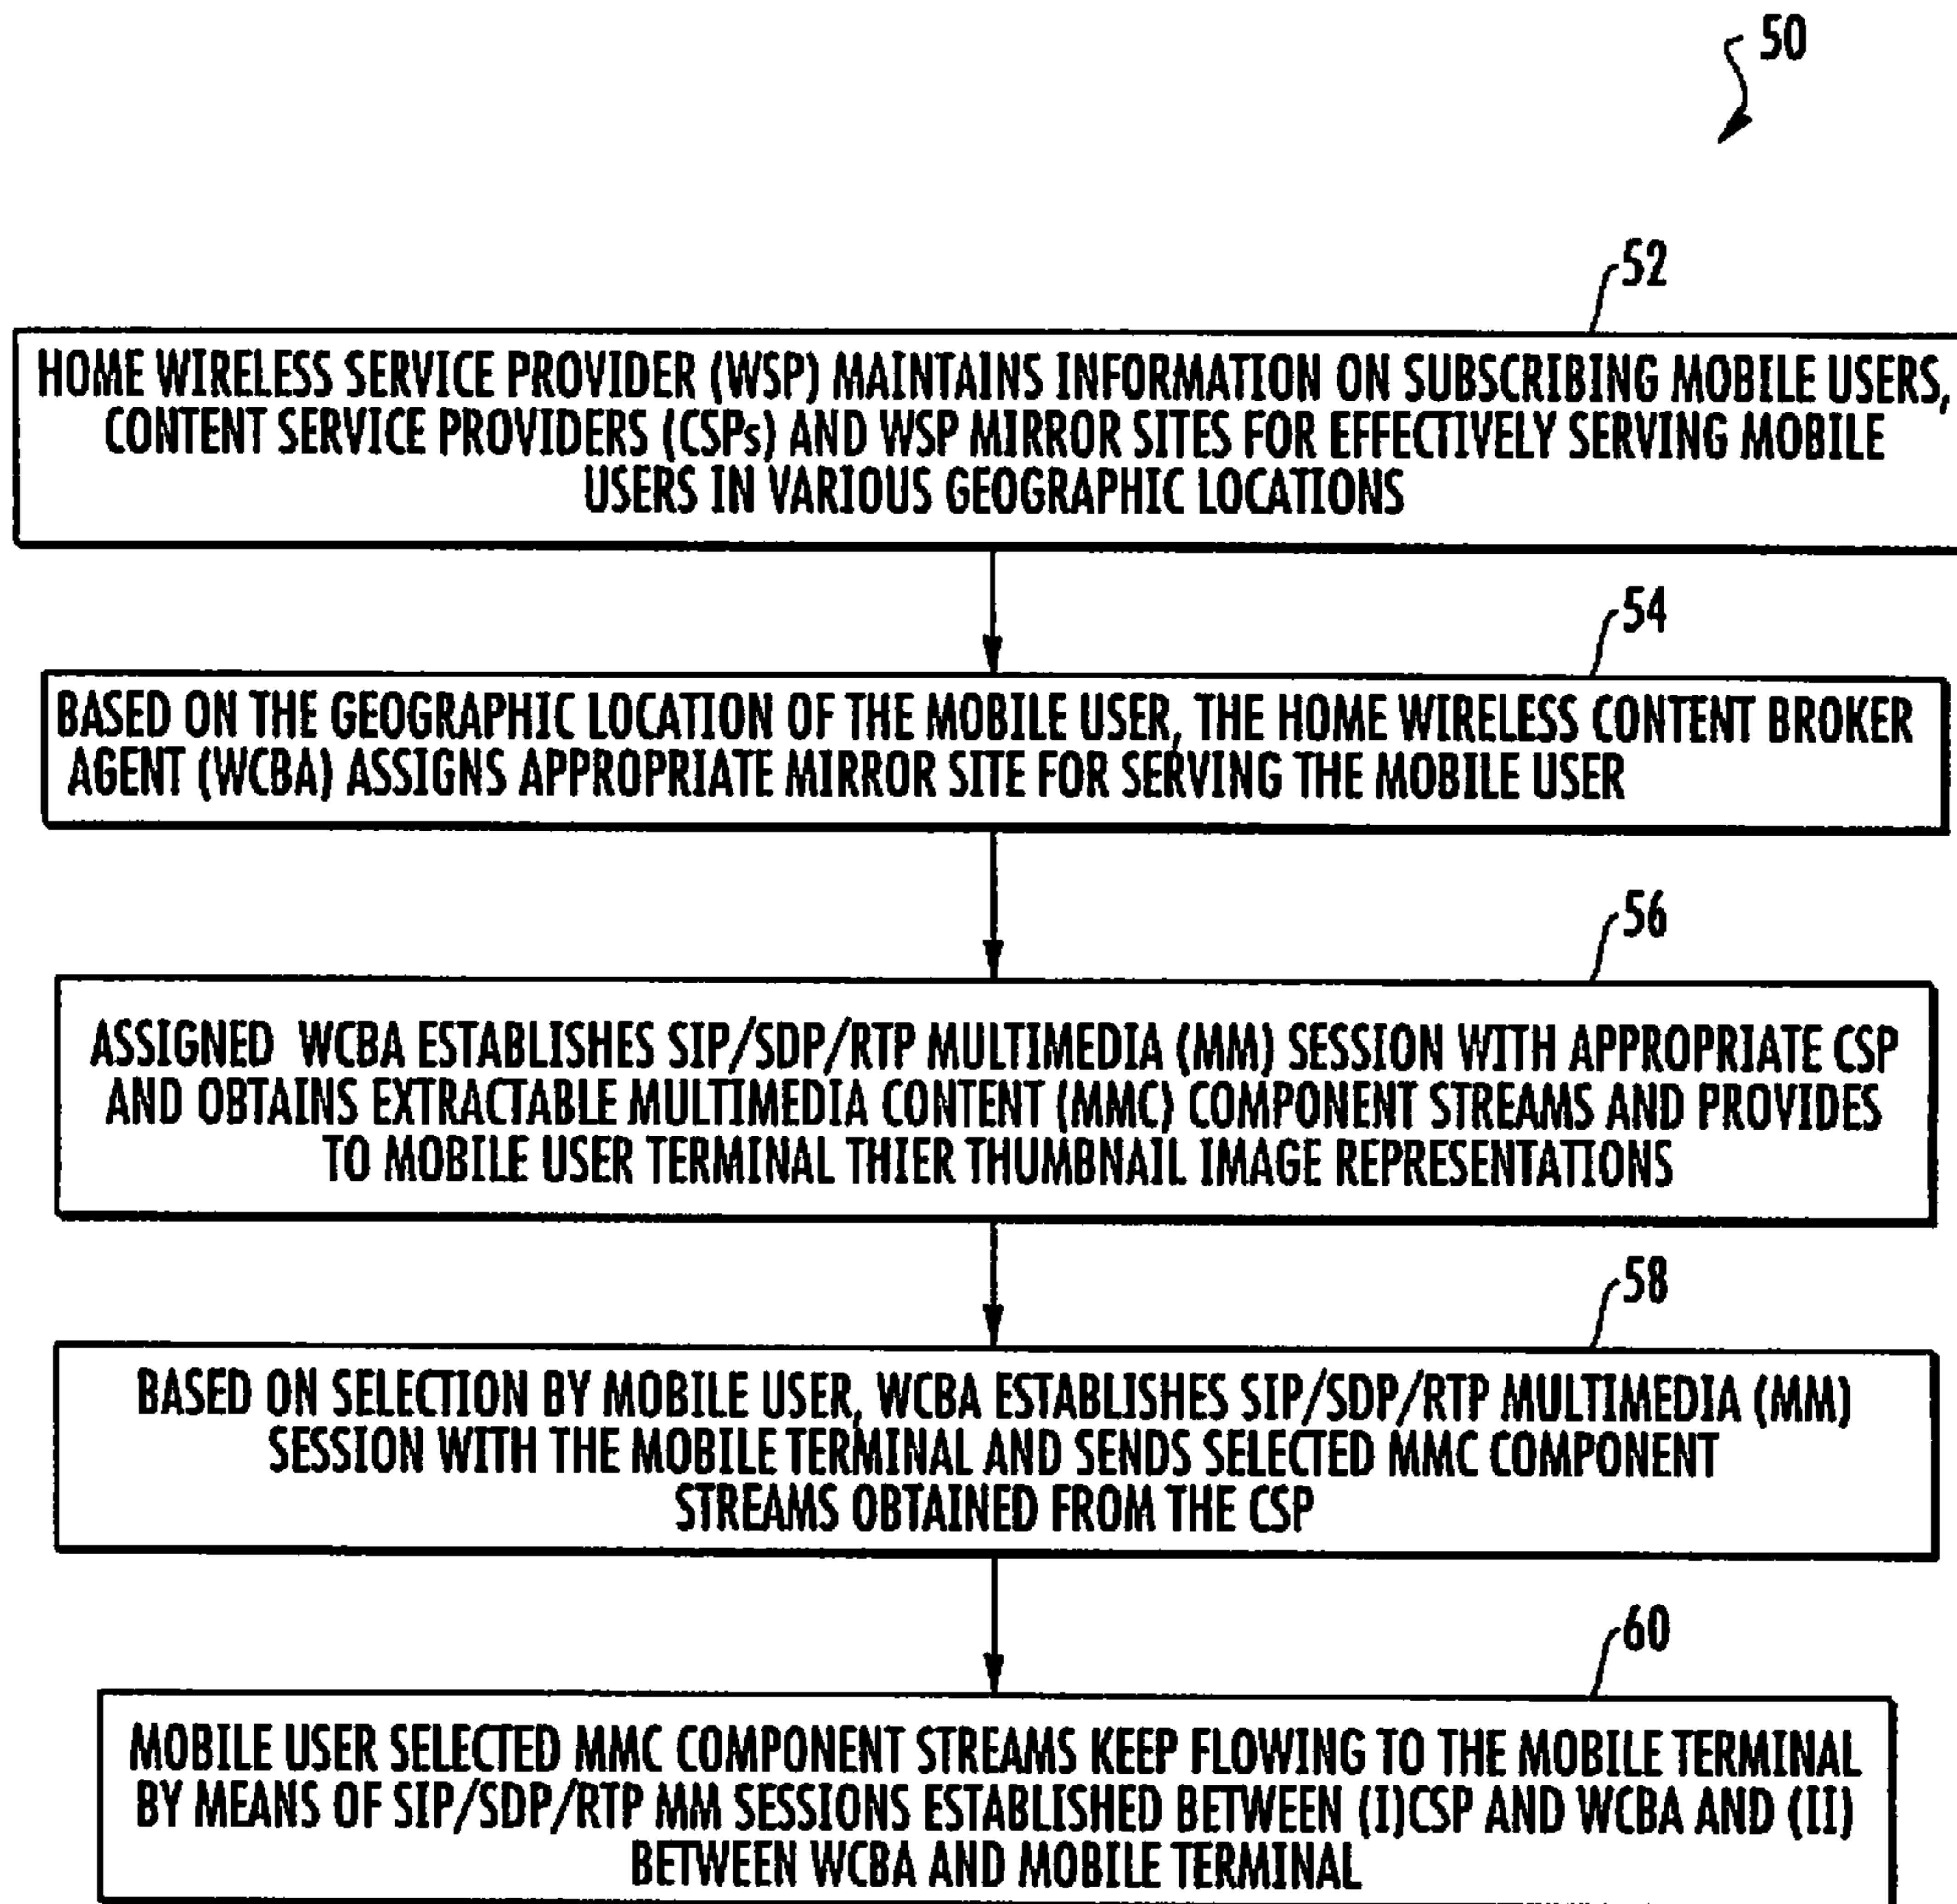 50
52
HOME WIRELESS SERVICE PROVIDER (WSP) MAINTAINS INFORMATION ON SUBSCRIBING MOBILE USERS,
CONTENT SERVICE PROVIDERS (CSPs) AND WSP MIRROR SITES FOR EFFECTIVELY SERVING MOBILE
USERS IN VARIOUS GEOGRAPHIC LOCATIONS
54
BASED ON THE GEOGRAPHIC LOCATION OF THE MOBILE USER, THE HOME WIRELESS CONTENT BROKER
AGENT (WCBA) ASSIGNS APPROPRIATE MIRROR SITE FOR SERVING THE MOBILE USER
56
ASSIGNED WCBA ESTABLISHES SIP/SDP/RTP MULTIMEDIA (MM) SESSION WITH APPROPRIATE CSP
AND OBTAINS EXTRACTABLE MULTIMEDIA CONTENT (MMC) COMPONENT STREAMS AND PROVIDES
TO MOBILE USER TERMINAL THIER THUMBNAIL IMAGE REPRESENTATIONS
58
BASED ON SELECTION BY MOBILE USER, WCBA ESTABLISHES SIP/SDP/RTP MULTIMEDIA (MM)
SESSION WITH THE MOBILE TERMINAL AND SENDS SELECTED MMC COMPONENT
STREAMS OBTAINED FROM THE CSP
60
MOBILE USER SELECTED MMC COMPONENT STREAMS KEEP FLOWING TO THE MOBILE TERMINAL
BY MEANS OF SIP/SDP/RTP MM SESSIONS ESTABLISHED BETWEEN (I)CSP AND WCBA AND (II)
BETWEEN WCBA AND MOBILE TERMINAL